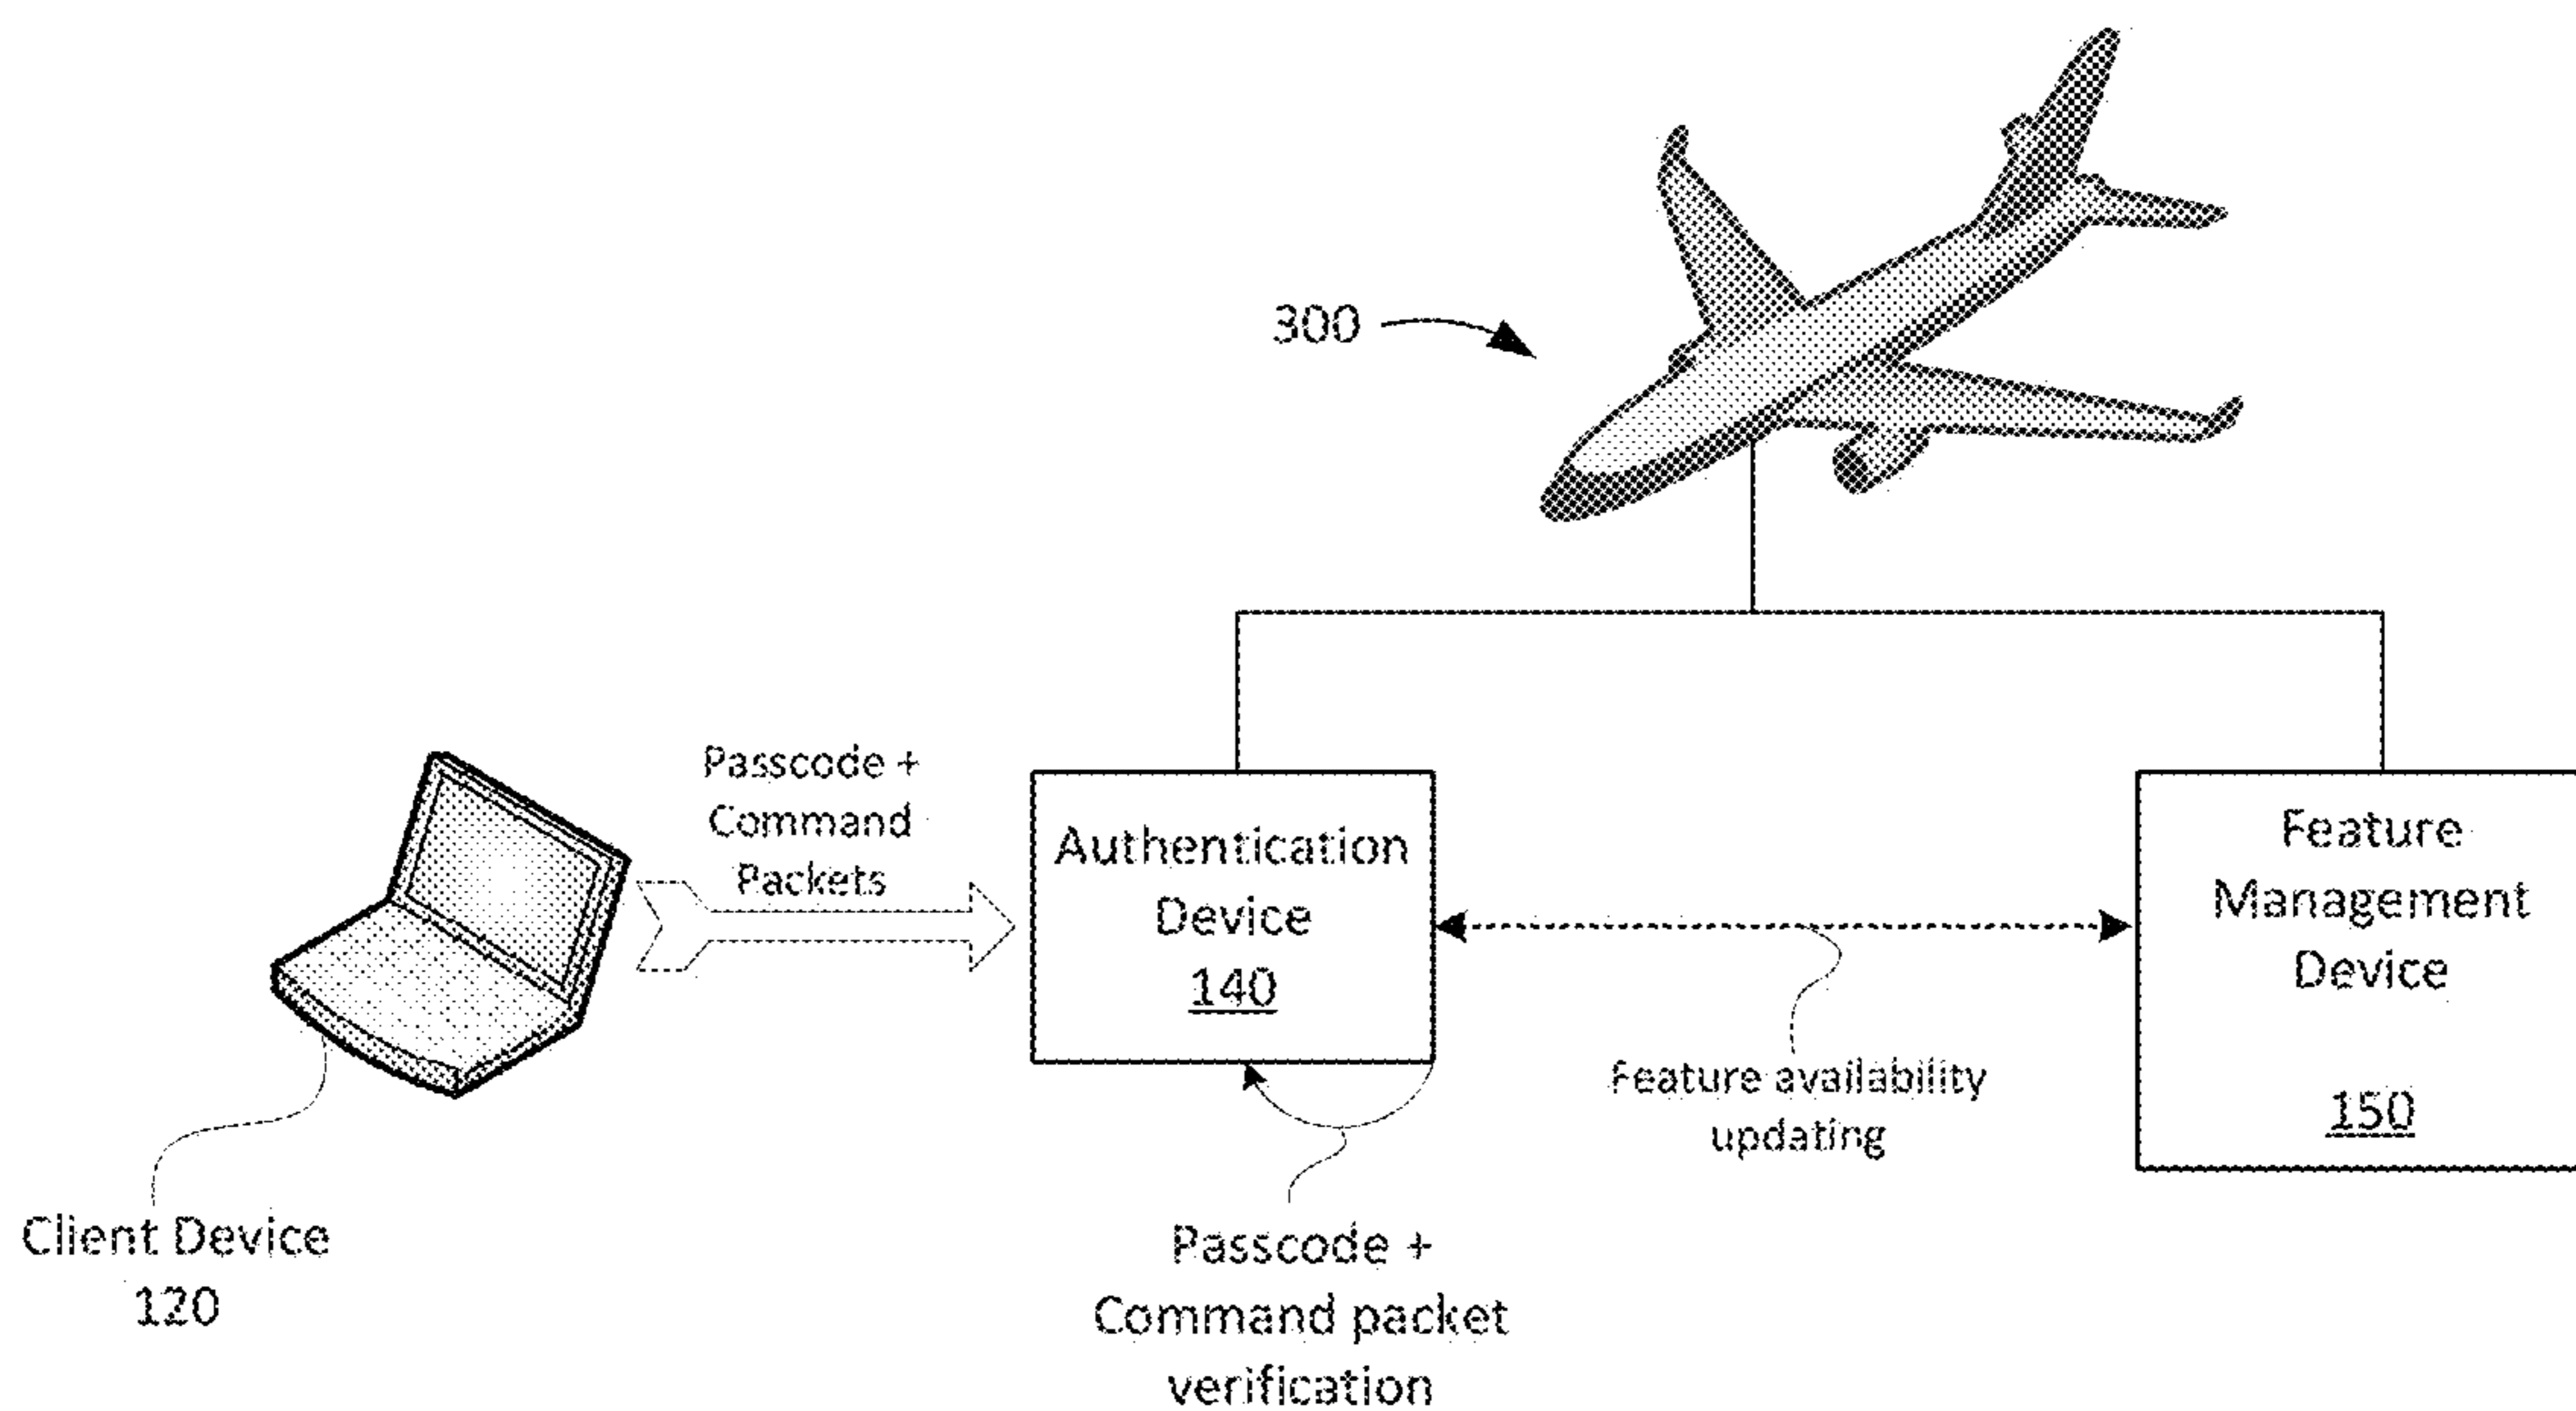 300
Passcode +
Command
Packets
Authentication
Device
140
Feature
Management
Device
150
Feature availability
updating
Client Device
120
Passcode +
Command packet
verification